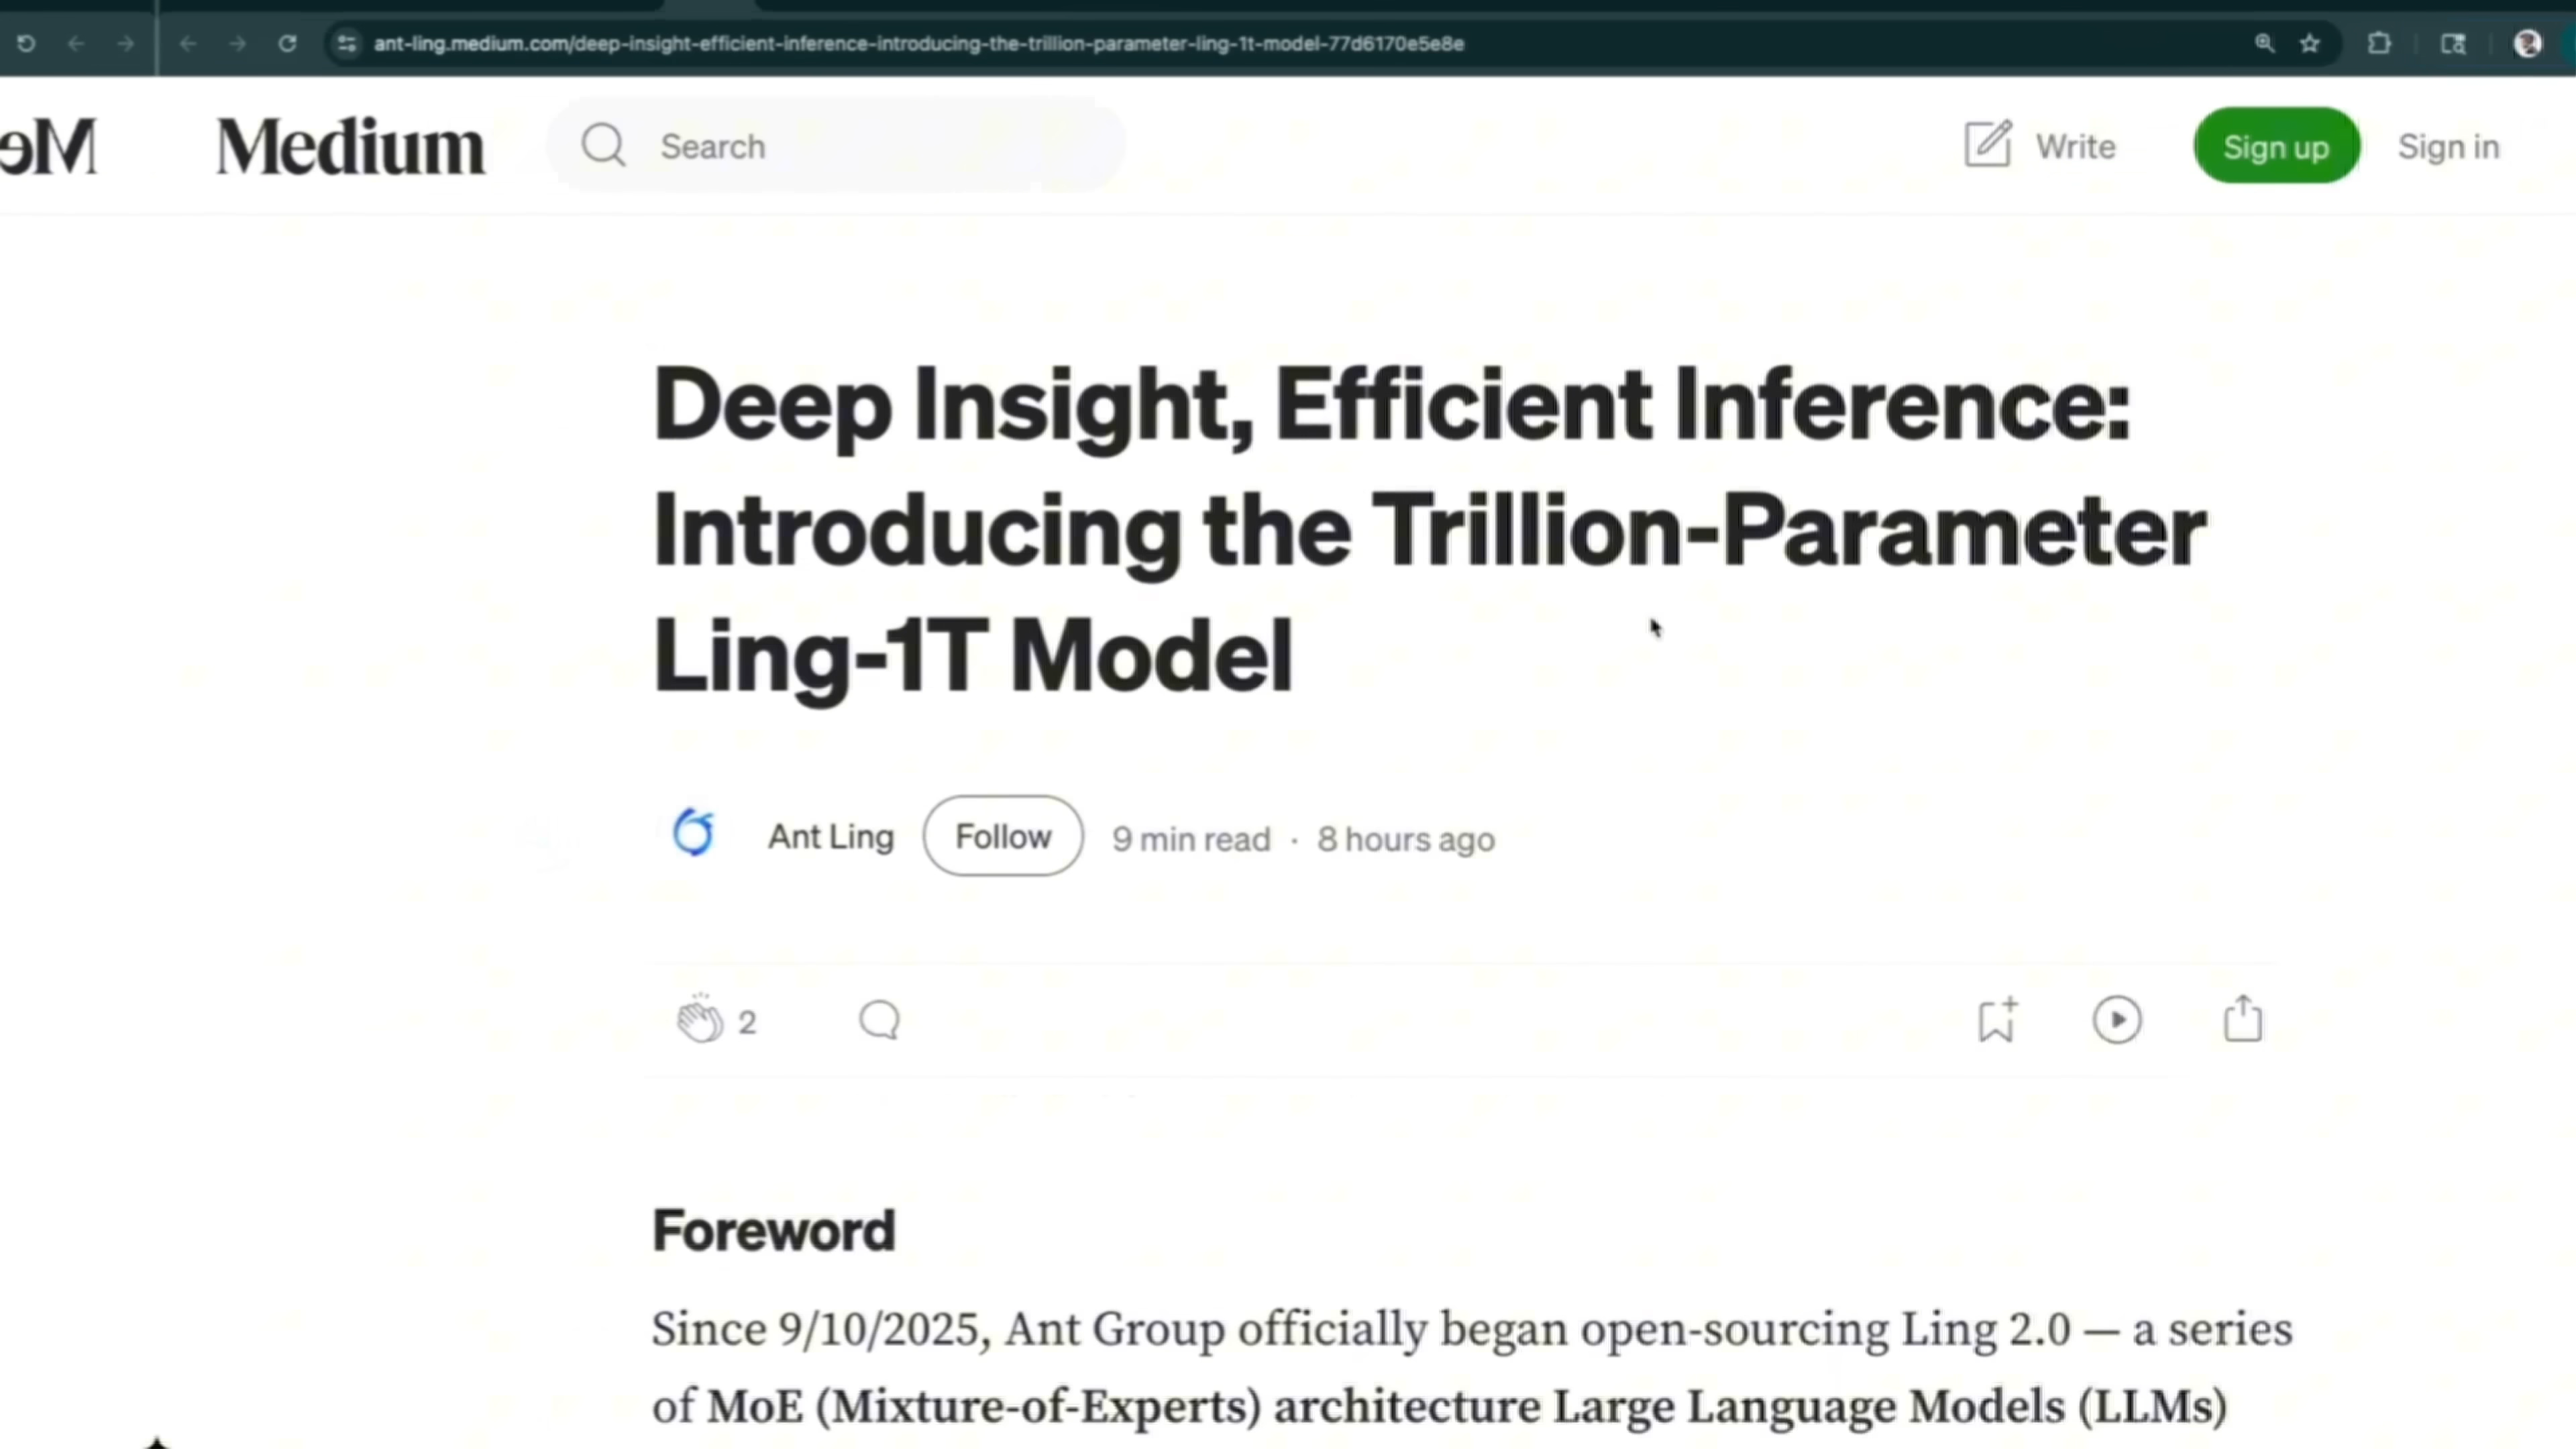 ant-ling.medium.com/deep-insight-efficient-inference-introducing-the-trillion-parameter-ling-1t-model-77d6170e5e8e
Medium
Search
Write
Sign up
Sign in
Deep Insight, Efficient Inference:
Introducing the Trillion-Parameter
Ling-1T Model
Ant Ling
Follow
9 min read · 8 hours ago
2
Foreword
Since 9/10/2025, Ant Group officially began open-sourcing Ling 2.0 — a series
of MoE (Mixture-of-Experts) architecture Large Language Models (LLMs)